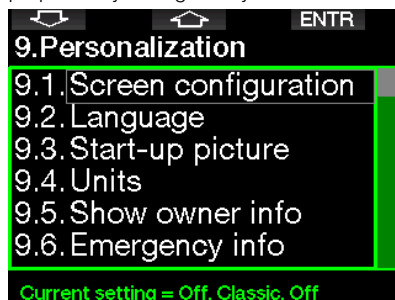 ENTR
9.Personalization
9.1.Screen configuration
9.2.Language
9.3.Start-up picture
9.4.Units
9.5.Show owner info
9.6.Emergency info
Current setting = Off, Classic, Off